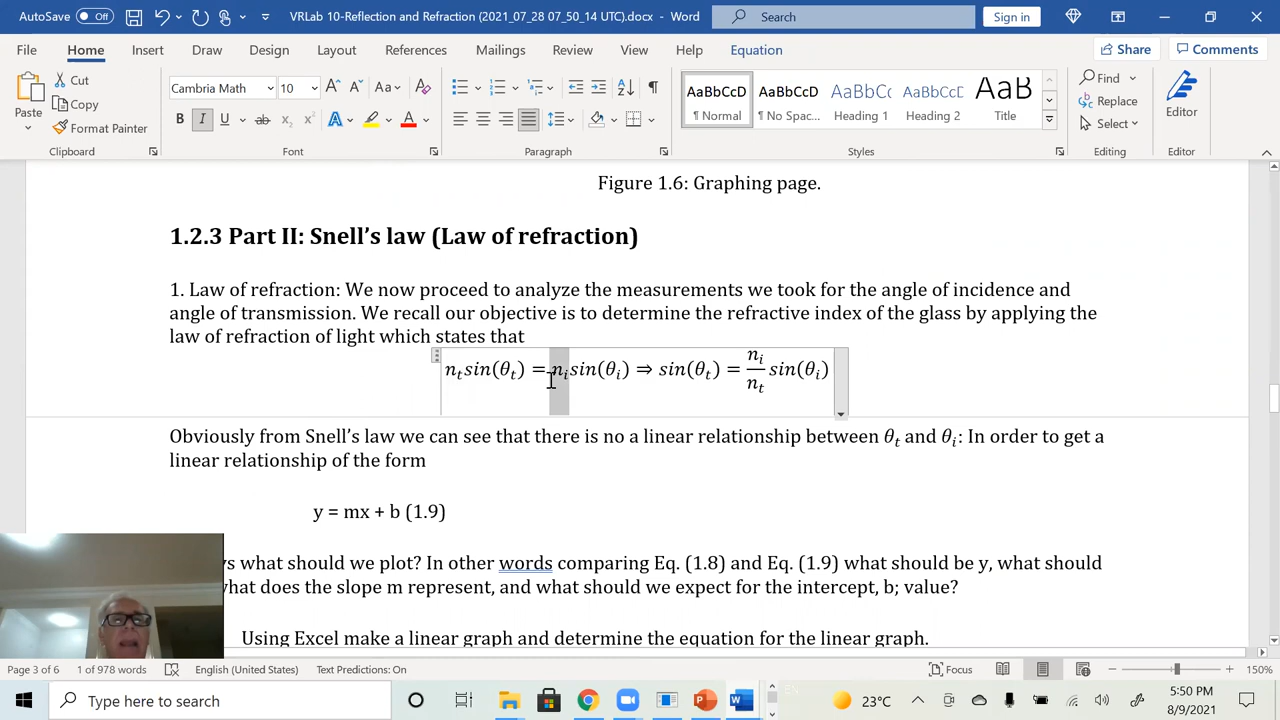 AutoSave Off VRLab 10-Reflection and Refraction (2021_07_28 07_50_14 UTC).docx - Word Search Sign in
File Home Insert Draw Design Layout References Mailings Review View Help Equation Share Comments
Paste Cut Copy Format Painter
Cambria Math 10 Aa A
B I U ab x₂ x² A A
AaBbCcD AaBbCcD AaBbCc AaBbCcD AaB
¶ Normal ¶ No Spac... Heading 1 Heading 2 Title
Find Replace Select Editor
Clipboard Font Paragraph Styles Editing Editor
Figure 1.6: Graphing page.
1.2.3 Part II: Snell’s law (Law of refraction)
1. Law of refraction: We now proceed to analyze the measurements we took for the angle of incidence and
angle of transmission. We recall our objective is to determine the refractive index of the glass by applying the
law of refraction of light which states that
nₜsin(θₜ) = nᵢsin(θᵢ) ⇒ sin(θₜ) = nᵢ/nₜ sin(θᵢ)
Obviously from Snell’s law we can see that there is no a linear relationship between θₜ and θᵢ: In order to get a
linear relationship of the form
y = mx + b (1.9)
what should we plot? In other words comparing Eq. (1.8) and Eq. (1.9) what should be y, what should
what does the slope m represent, and what should we expect for the intercept, b; value?
Using Excel make a linear graph and determine the equation for the linear graph.
Page 3 of 6 1 of 978 words English (United States) Text Predictions: On Focus 150%
Type here to search 23°C 5:50 PM
8/9/2021